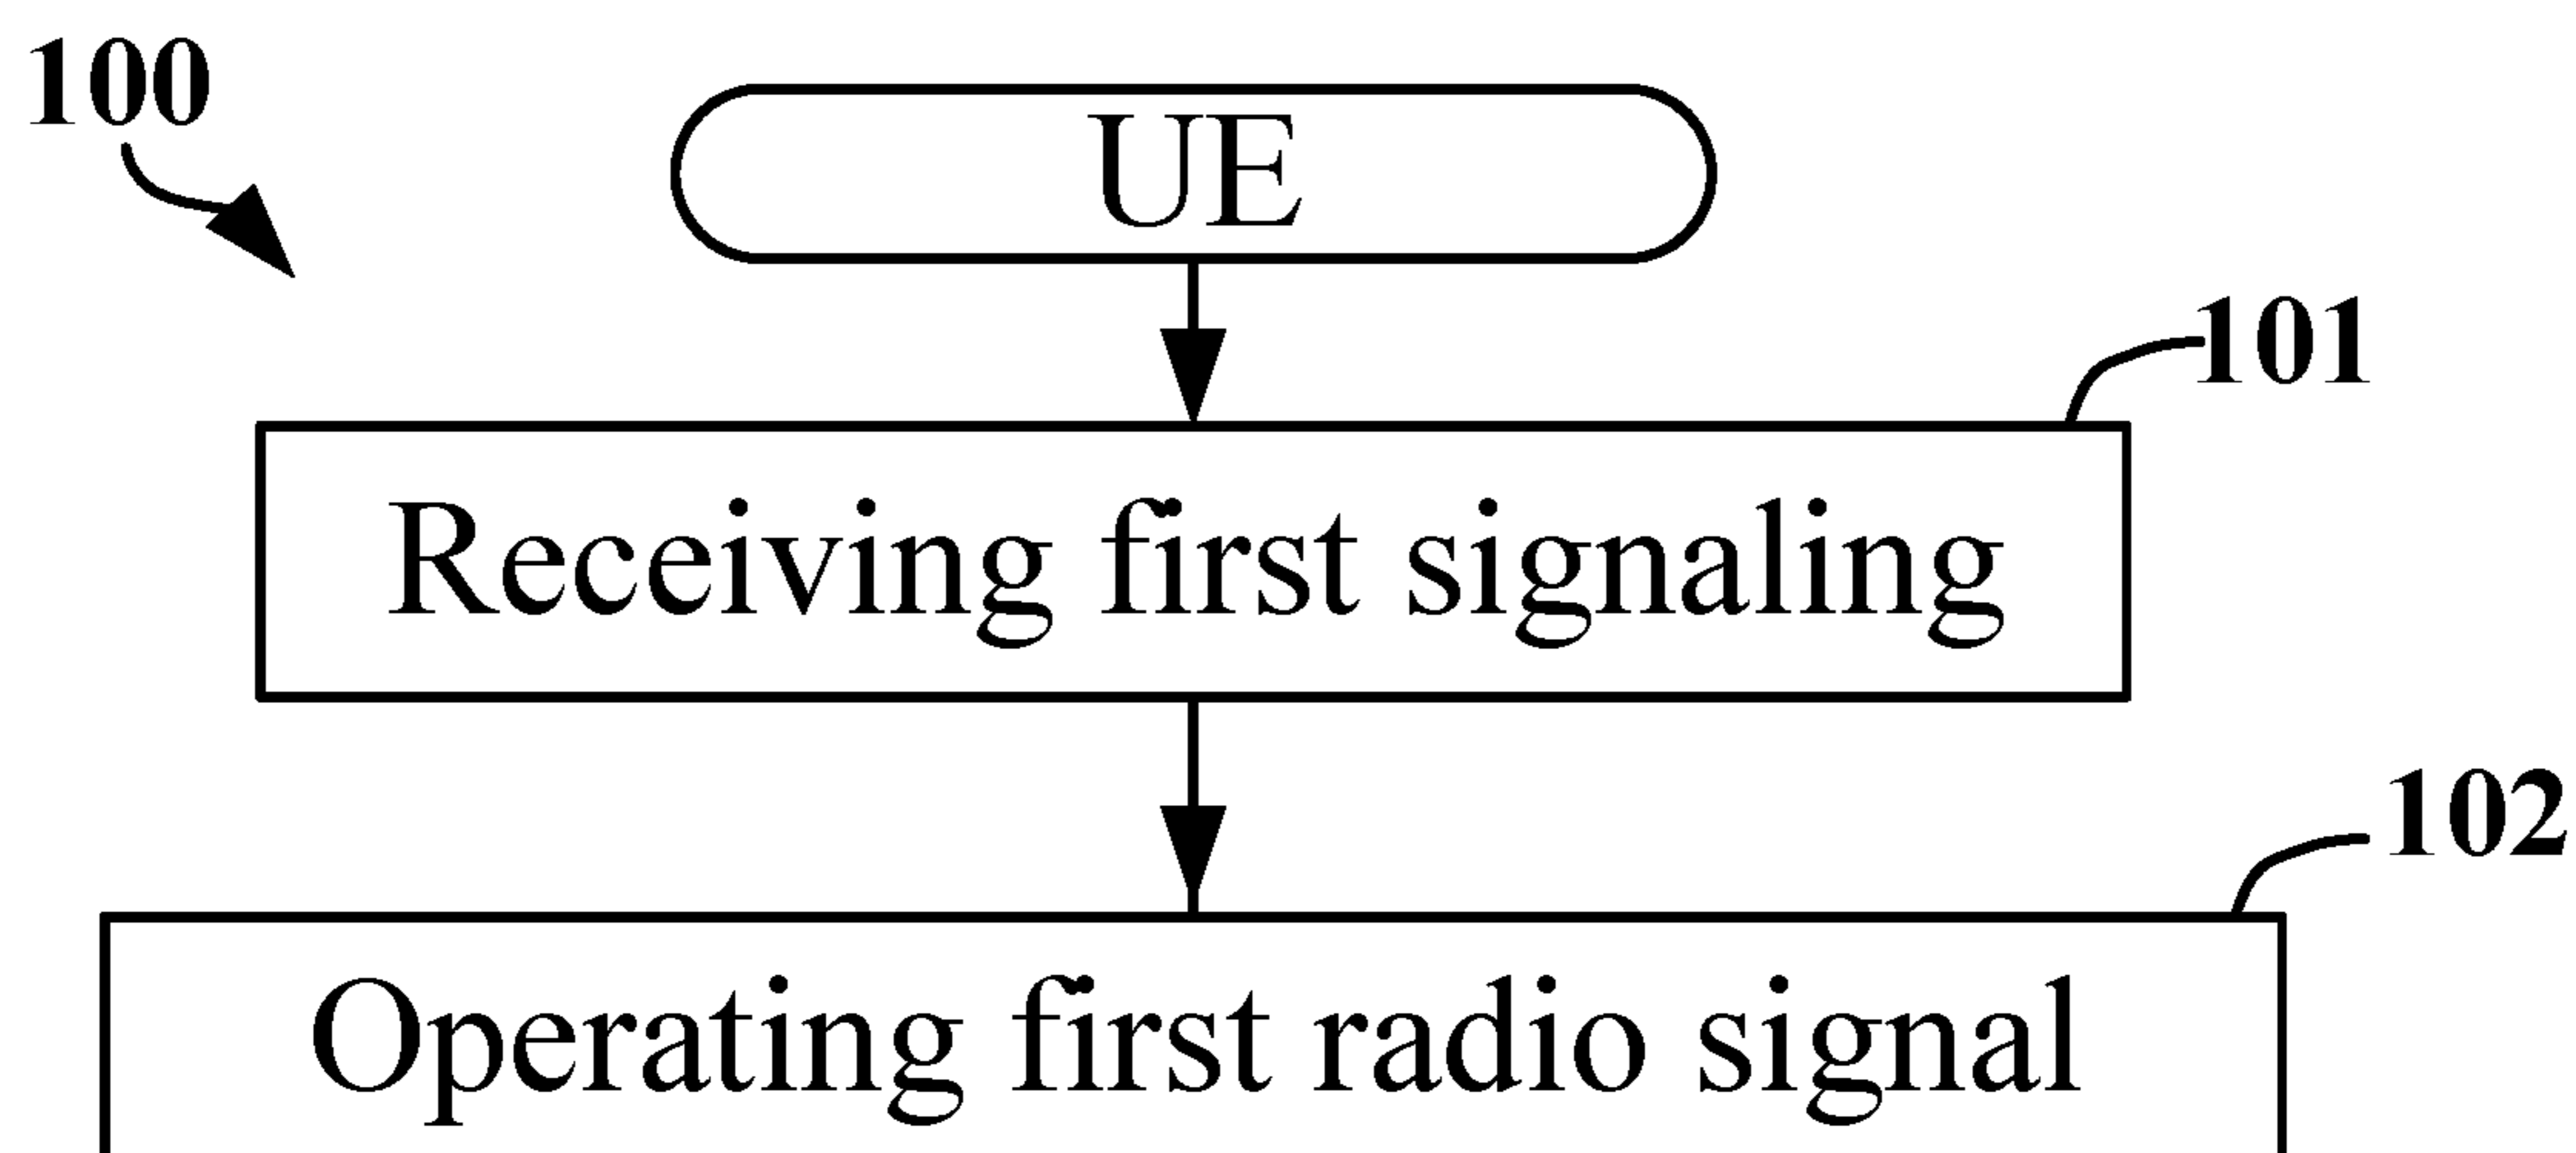 100
UE
101
Receiving first signaling
102
Operating first radio signal